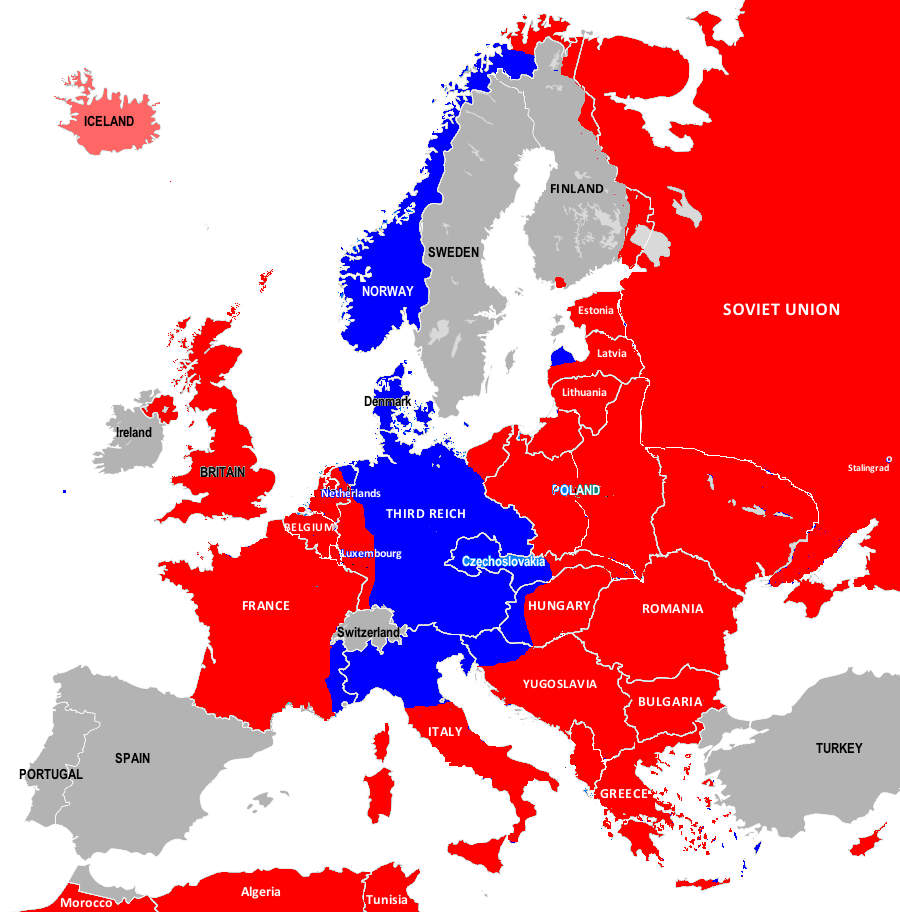 ICELAND
FINLAND
SWEDEN
NORWAY
SOVIET UNION
Estonia
Latvia
Lithuania
Denmark
Ireland
BRITAIN
Stalingrad
Netherlands
POLAND
THIRD REICH
BELGIUM
Luxembourg
Czechoslovakia
FRANCE
HUNGARY
ROMANIA
Switzerland
YUGOSLAVIA
BULGARIA
ITALY
TURKEY
SPAIN
PORTUGAL
GREECE
Algeria
Tunisia
Morocco